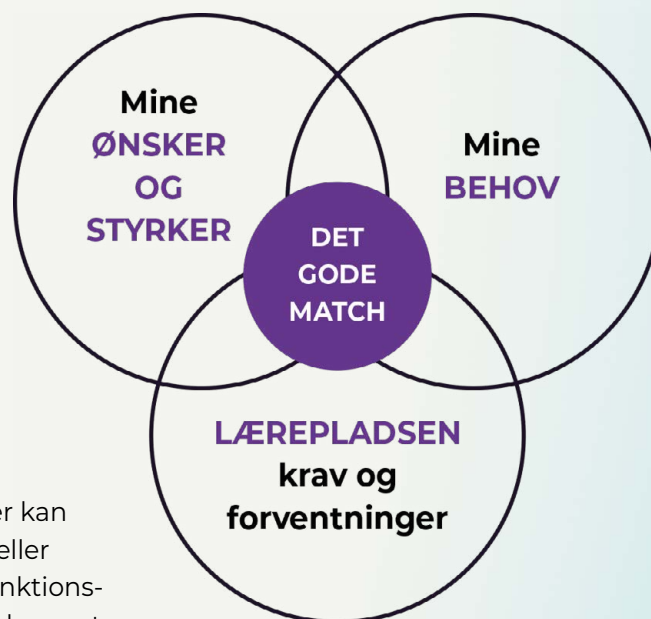 Mine
ØNSKER
OG
STYRKER
Mine
BEHOV
DET
GODE
MATCH
LÆREPLADSEN
krav og
forventninger
er kan
eller
nktions-